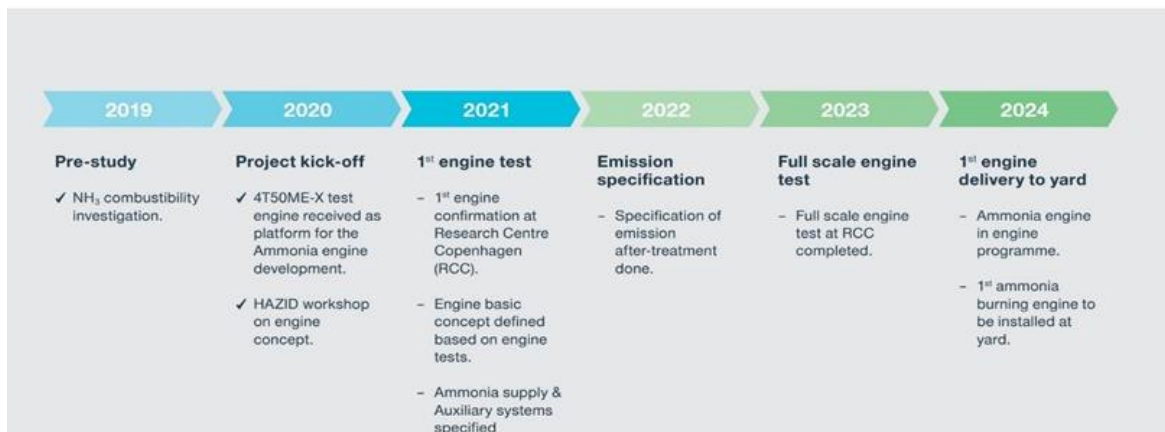 2019
2020
2021
2022
2023
2024
Pre-study
✓ NH₃ combustibility
investigation.
Project kick-off
✓ 4T50ME-X test
engine received as
platform for the
Ammonia engine
development.
✓ HAZID workshop
on engine
concept.
1st engine test
– 1st engine
confirmation at
Research Centre
Copenhagen
(RCC).
– Engine basic
concept defined
based on engine
tests.
– Ammonia supply &
Auxiliary systems
specified
Emission
specification
– Specification of
emission
after-treatment
done.
Full scale engine
test
– Full scale engine
test at RCC
completed.
1st engine
delivery to yard
– Ammonia engine
in engine
programme.
– 1st ammonia
burning engine to
be installed at
yard.